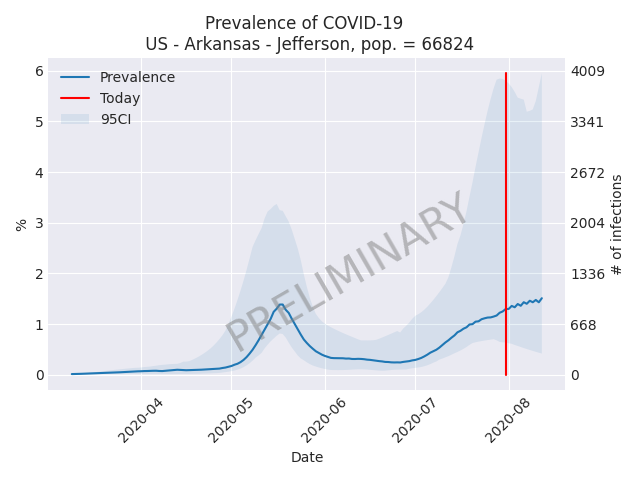 Prevalence of COVID-19
US - Arkansas - Jefferson, pop. = 66824
Prevalence
Today
95CI
6
5
4
3
2
1
0
%
4009
3341
2672
2004
1336
668
0
# of infections
PRELIMINARY
2020-04
2020-05
2020-06
2020-07
2020-08
Date